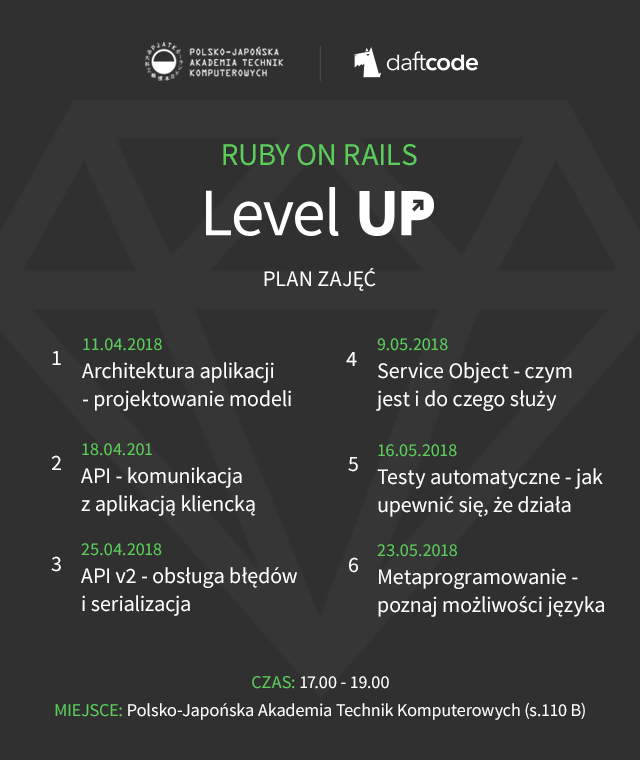 POLSKO-JAPOŃSKA
AKADEMIA TECHNIK
KOMPUTEROWYCH
daftcode
RUBY ON RAILS
Level UP
PLAN ZAJĘĆ
1
11.04.2018
Architektura aplikacji
- projektowanie modeli
2
18.04.201
API - komunikacja
z aplikacją kliencką
3
25.04.2018
API v2 - obsługa błędów
i serializacja
4
9.05.2018
Service Object - czym
jest i do czego służy
5
16.05.2018
Testy automatyczne - jak
upewnić się, że działa
6
23.05.2018
Metaprogramowanie -
poznaj możliwości języka
CZAS: 17.00 - 19.00
MIEJSCE: Polsko-Japońska Akademia Technik Komputerowych (s.110 B)